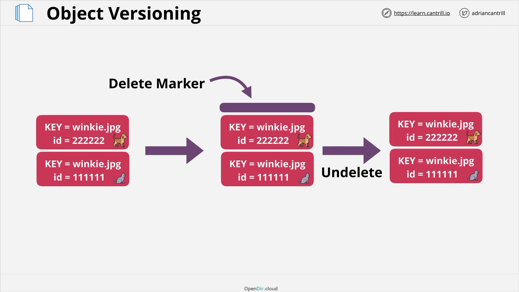 Object Versioning
https://learn.cantrill.io
adriancantrill
Delete Marker
KEY = winkie.jpg
id = 222222
KEY = winkie.jpg
id = 111111
KEY = winkie.jpg
id = 222222
KEY = winkie.jpg
id = 111111
Undelete
KEY = winkie.jpg
id = 222222
KEY = winkie.jpg
id = 111111
OpenDir.cloud